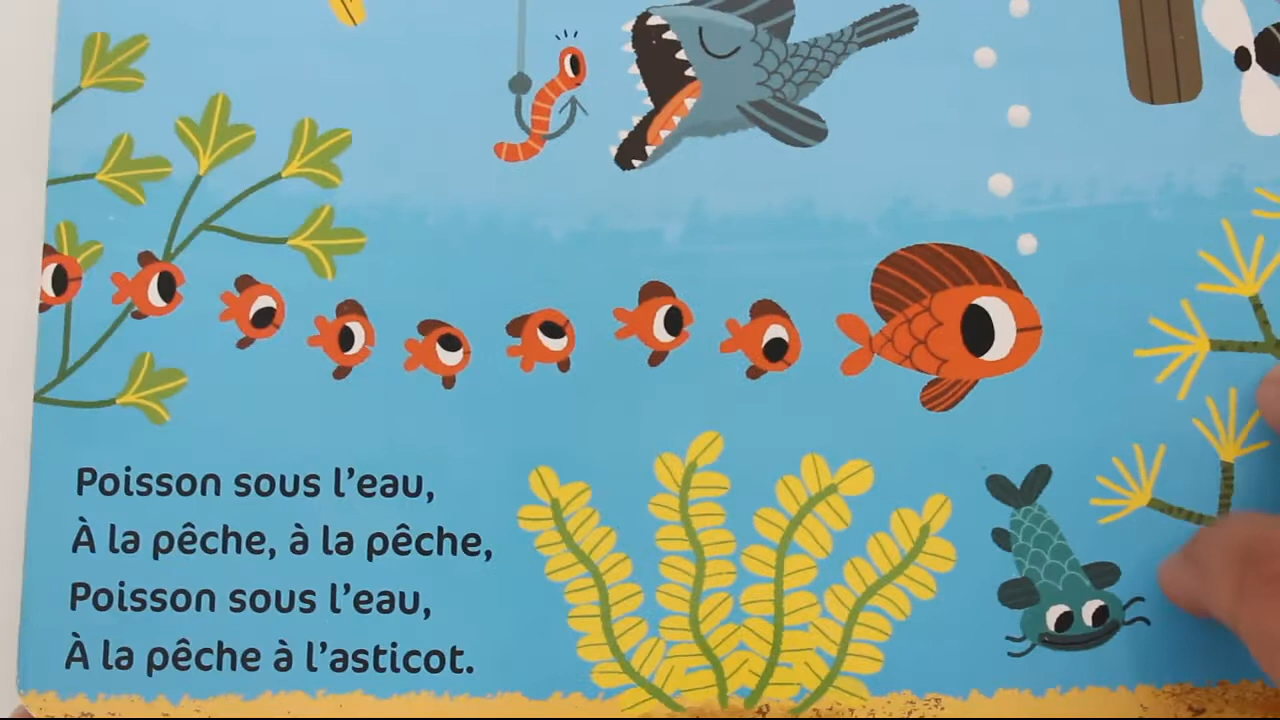 Poisson sous l'eau,
À la pêche, à la pêche,
Poisson sous l'eau,
À la pêche à l'asticot.